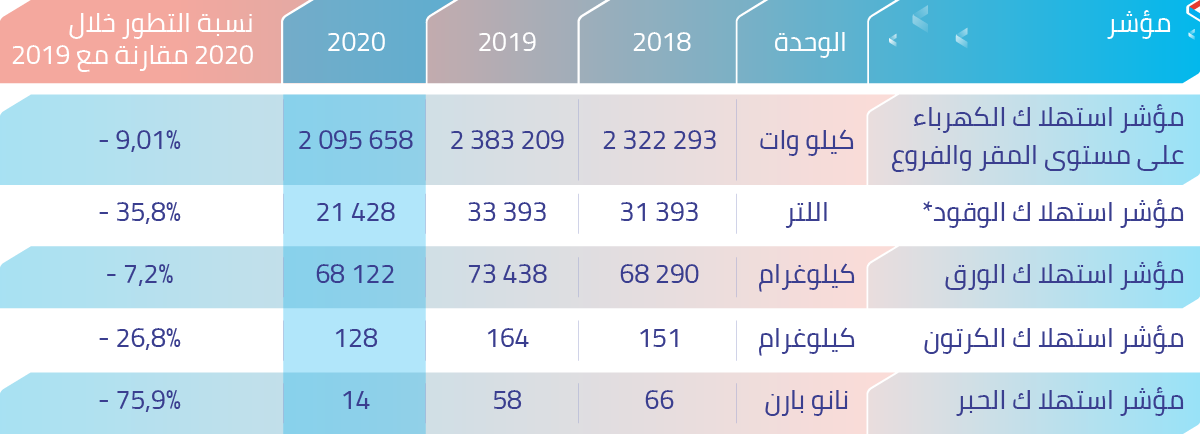 مؤشر
الوحدة
2018
2019
2020
نسبة التطور خلال
2020 مقارنة مع 2019
مؤشر استهلا ك الكهرباء
على مستوى المقر والفروع
كيلو وات
2 322 293
2 383 209
2 095 658
- 9,01%
مؤشر استهلا ك الوقود*
اللتر
31 393
33 393
21 428
- 35,8%
مؤشر استهلا ك الورق
كيلوغرام
68 290
73 438
68 122
- 7,2%
مؤشر استهلا ك الكرتون
كيلوغرام
151
164
128
- 26,8%
مؤشر استهلا ك الحبر
نانو بارن
66
58
14
- 75,9%